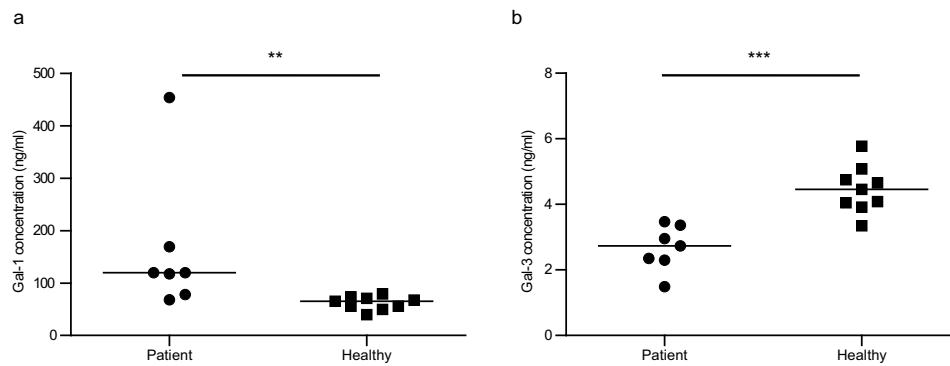 a
**
500
400
300
200
100
0
Gal-1 concentration (ng/ml)
Patient
Healthy
b
***
8
6
4
2
0
Gal-3 concentration (ng/ml)
Patient
Healthy